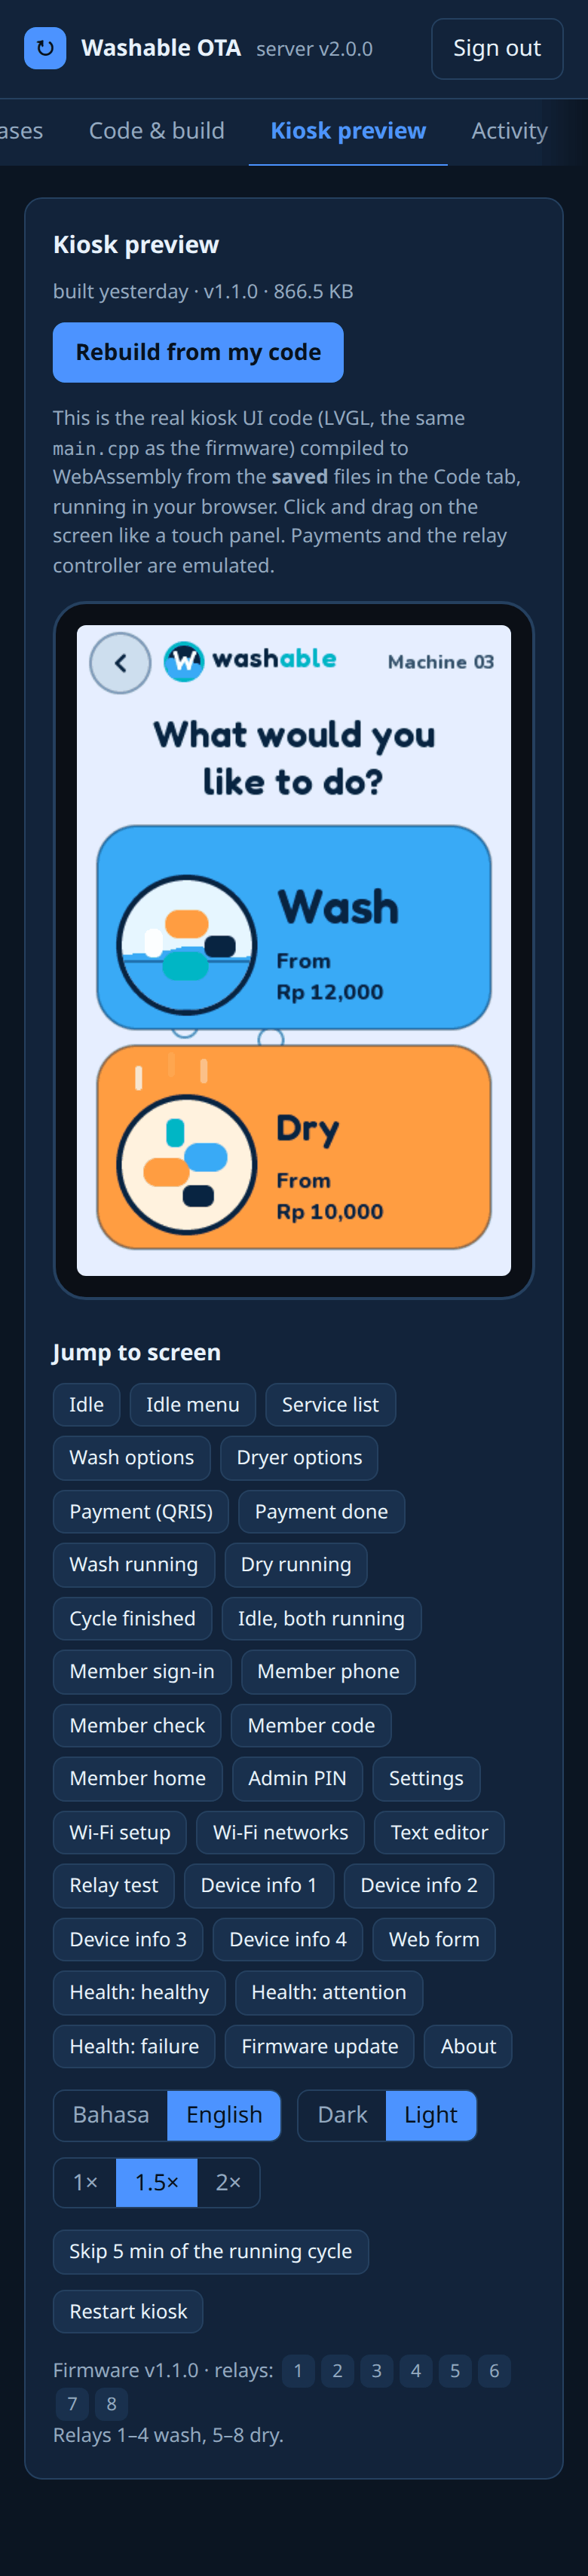 Washable OTA server v2.0.0 Sign out
ases Code & build Kiosk preview Activity
Kiosk preview
built yesterday · v1.1.0 · 866.5 KB
Rebuild from my code
This is the real kiosk UI code (LVGL, the same
main.cpp as the firmware) compiled to
WebAssembly from the saved files in the Code tab,
running in your browser. Click and drag on the
screen like a touch panel. Payments and the relay
controller are emulated.
W washable Machine 03
What would you
like to do?
Wash
From
Rp 12,000
Dry
From
Rp 10,000
Jump to screen
Idle Idle menu Service list
Wash options Dryer options
Payment (QRIS) Payment done
Wash running Dry running
Cycle finished Idle, both running
Member sign-in Member phone
Member check Member code
Member home Admin PIN Settings
Wi-Fi setup Wi-Fi networks Text editor
Relay test Device info 1 Device info 2
Device info 3 Device info 4 Web form
Health: healthy Health: attention
Health: failure Firmware update About
Bahasa English Dark Light
1× 1.5× 2×
Skip 5 min of the running cycle
Restart kiosk
Firmware v1.1.0 · relays: 1 2 3 4 5 6
7 8
Relays 1–4 wash, 5–8 dry.